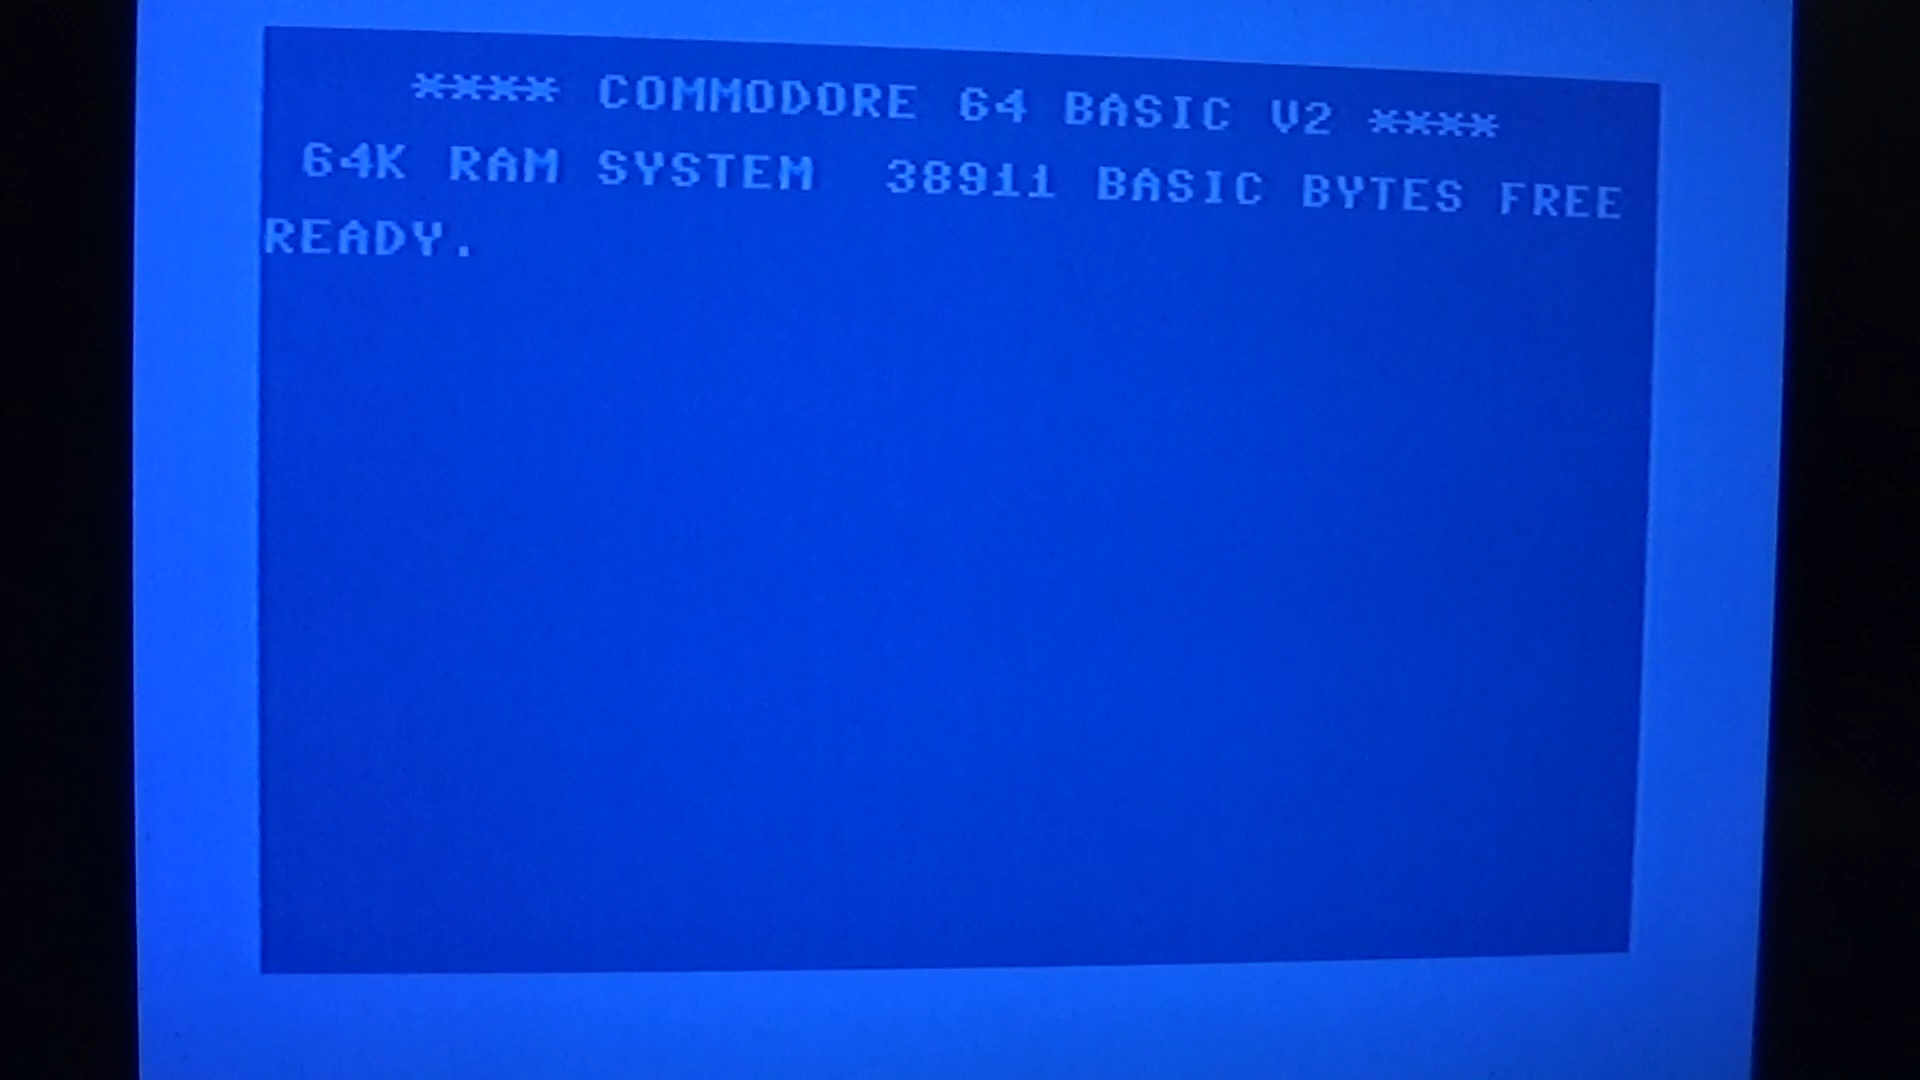 **** COMMODORE 64 BASIC V2 ****
64K RAM SYSTEM  38911 BASIC BYTES FREE
READY.